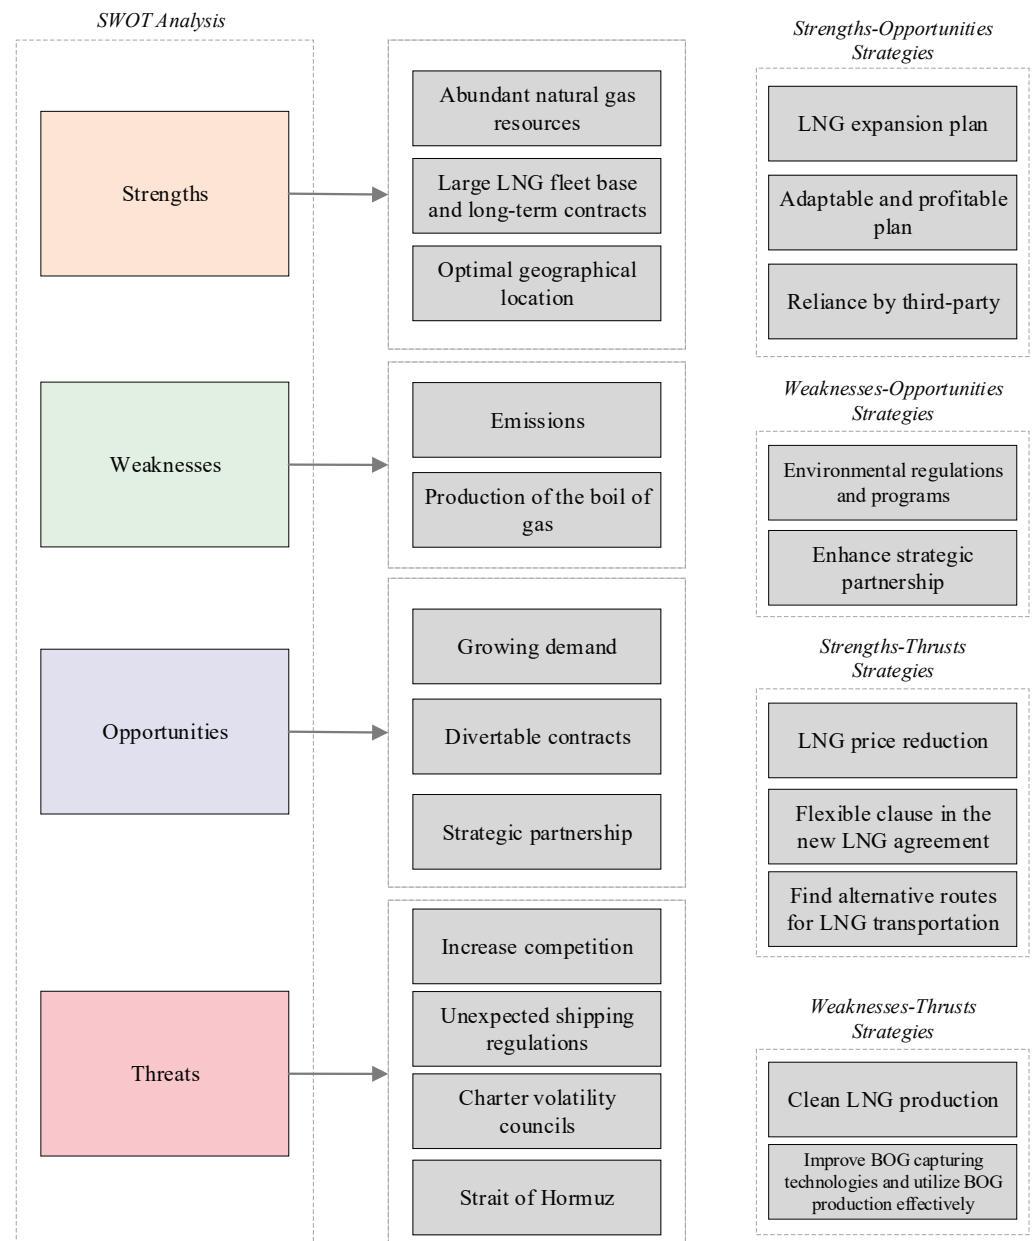 SWOT Analysis
Strengths
Weaknesses
Opportunities
Threats
Abundant natural gas
resources
Large LNG fleet base
and long-term contracts
Optimal geographical
location
Emissions
Production of the boil of
gas
Growing demand
Divertable contracts
Strategic partnership
Increase competition
Unexpected shipping
regulations
Charter volatility
councils
Strait of Hormuz
Strengths-Opportunities
Strategies
LNG expansion plan
Adaptable and profitable
plan
Reliance by third-party
Weaknesses-Opportunities
Strategies
Environmental regulations
and programs
Enhance strategic
partnership
Strengths-Thrusts
Strategies
LNG price reduction
Flexible clause in the
new LNG agreement
Find alternative routes
for LNG transportation
Weaknesses-Thrusts
Strategies
Clean LNG production
Improve BOG capturing
technologies and utilize BOG
production effectively